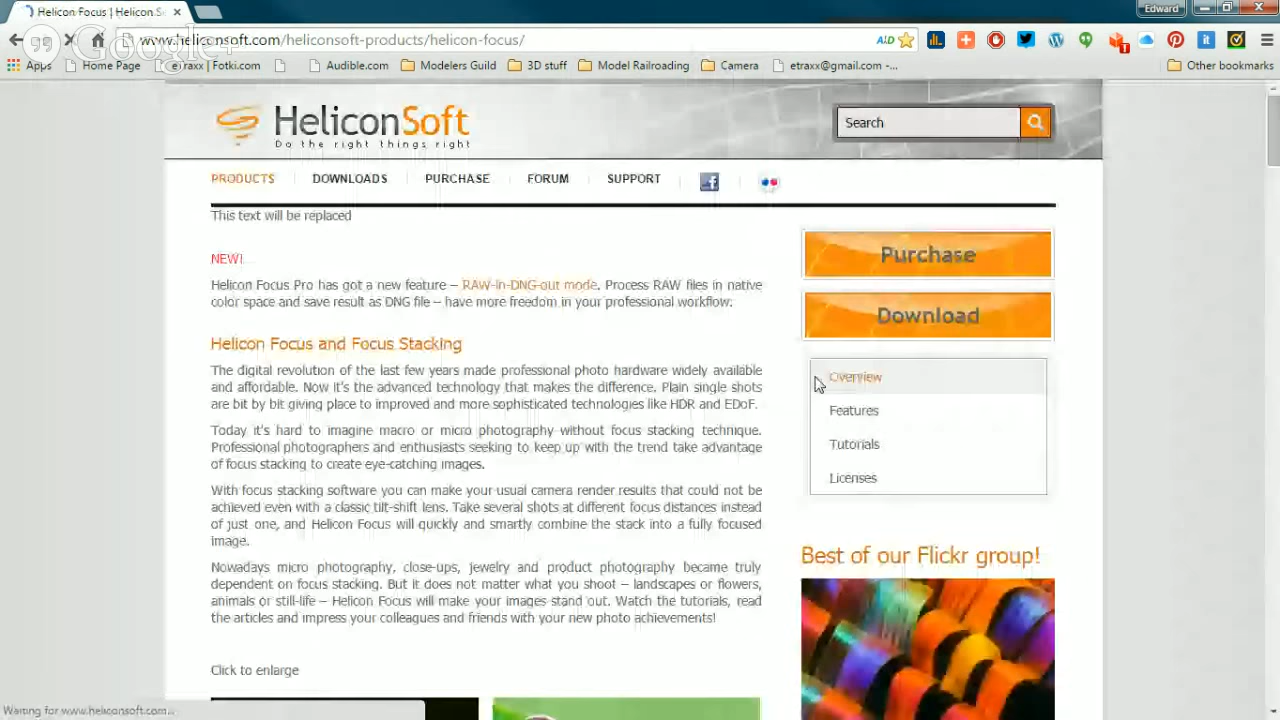 Helicon Focus | Helicon S
Edward
www.heliconsoft.com/heliconsoft-products/helicon-focus/
Google+
Apps Home Page etraxx | Fotki.com Audible.com Modelers Guild 3D stuff Model Railroading Camera etraxx@gmail.com -... Other bookmarks
HeliconSoft
Do the right things right
Search
PRODUCTS DOWNLOADS PURCHASE FORUM SUPPORT
This text will be replaced
NEW!
Helicon Focus Pro has got a new feature – RAW-in-DNG-out mode. Process RAW files in native
color space and save result as DNG file – have more freedom in your professional workflow.
Helicon Focus and Focus Stacking
The digital revolution of the last few years made professional photo hardware widely available
and affordable. Now it's the advanced technology that makes the difference. Plain single shots
are bit by bit giving place to improved and more sophisticated technologies like HDR and EDoF.
Today it's hard to imagine macro or micro photography without focus stacking technique.
Professional photographers and enthusiasts seeking to keep up with the trend take advantage
of focus stacking to create eye-catching images.
With focus stacking software you can make your usual camera render results that could not be
achieved even with a classic tilt-shift lens. Take several shots at different focus distances instead
of just one, and Helicon Focus will quickly and smartly combine the stack into a fully focused
image.
Nowadays micro photography, close-ups, jewelry and product photography became truly
dependent on focus stacking. But it does not matter what you shoot – landscapes or flowers,
animals or still-life – Helicon Focus will make your images stand out. Watch the tutorials, read
the articles and impress your colleagues and friends with your new photo achievements!
Click to enlarge
Purchase
Download
Overview
Features
Tutorials
Licenses
Best of our Flickr group!
Waiting for www.heliconsoft.com...